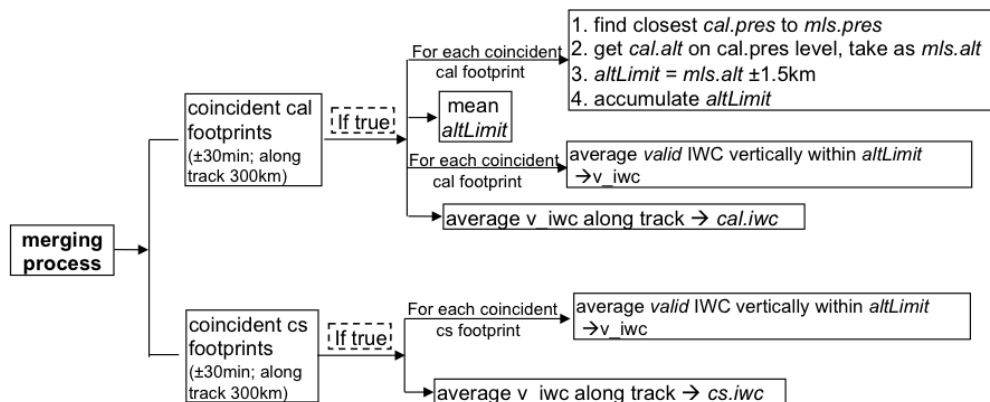 For each coincident
cal footprint
1. find closest cal.pres to mls.pres
2. get cal.alt on cal.pres level, take as mls.alt
3. altLimit = mls.alt ±1.5km
4. accumulate altLimit
coincident cal
footprints
(±30min; along
track 300km)
If true
mean
altLimit
For each coincident
cal footprint
average valid IWC vertically within altLimit
→v_iwc
average v_iwc along track → cal.iwc
merging
process
coincident cs
footprints
(±30min; along
track 300km)
If true
For each coincident
cs footprint
average valid IWC vertically within altLimit
→v_iwc
average v_iwc along track → cs.iwc